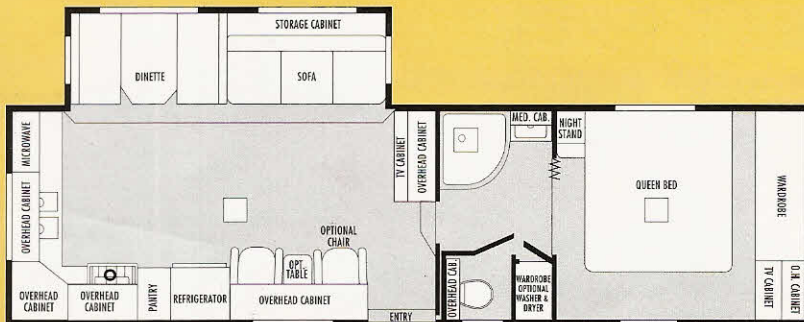 STORAGE CABINET
DINETTE
SOFA
MICROWAVE
OVERHEAD CABINET
OVERHEAD CABINET
OVERHEAD CABINET
PANTRY
REFRIGERATOR
OPT.
TABLE
OPTIONAL
CHAIR
OVERHEAD CABINET
ENTRY
TV CABINET
OVERHEAD CABINET
MED. CAB.
OVERHEAD CAB.
WARDROBE
OPTIONAL
WASHER &
DRYER
NIGHT
STAND
QUEEN BED
WARDROBE
TV CABINET
O.H. CABINET